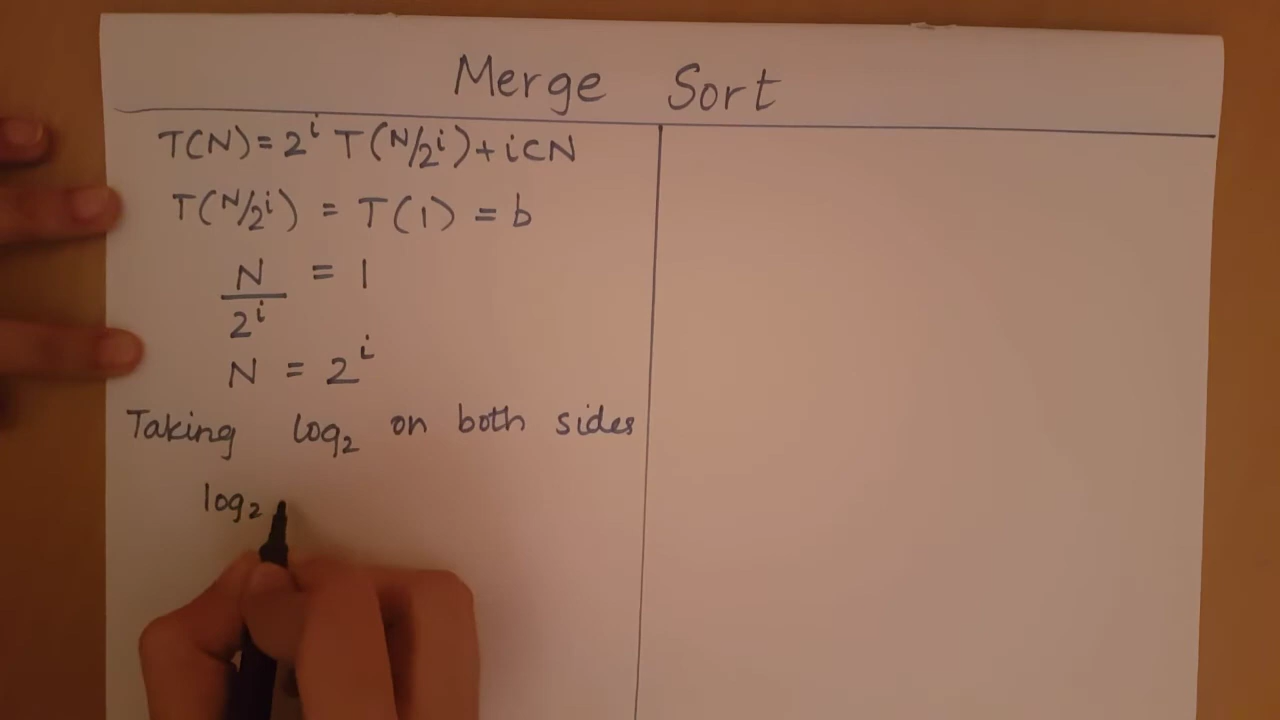 Merge Sort
T(N)=2^i T(N/2^i)+icN
T(N/2^i) = T(1) = b
N/2^i = 1
N = 2^i
Taking log₂ on both sides
log₂